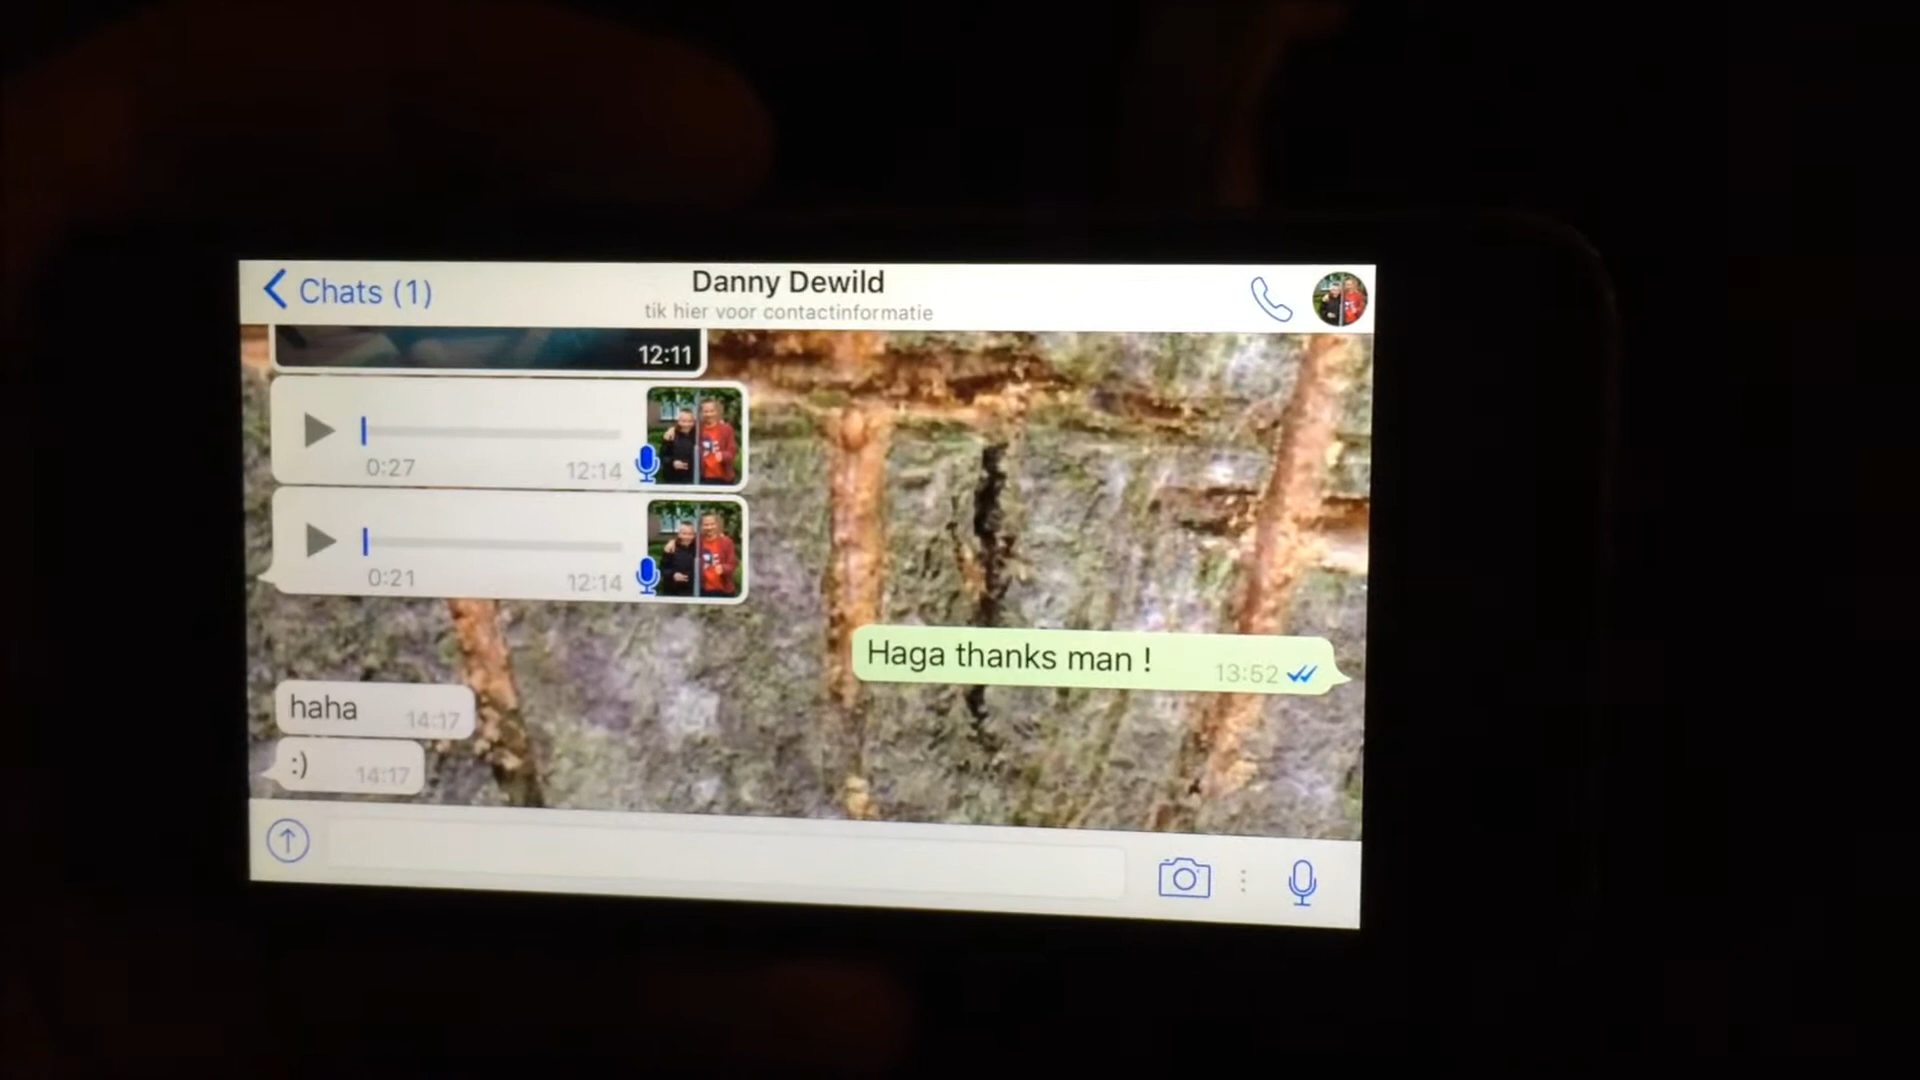 Chats (1)
Danny Dewild
tik hier voor contactinformatie
12:11
0:27 12:14
0:21 12:14
Haga thanks man ! 13:52
haha 14:17
:) 14:17